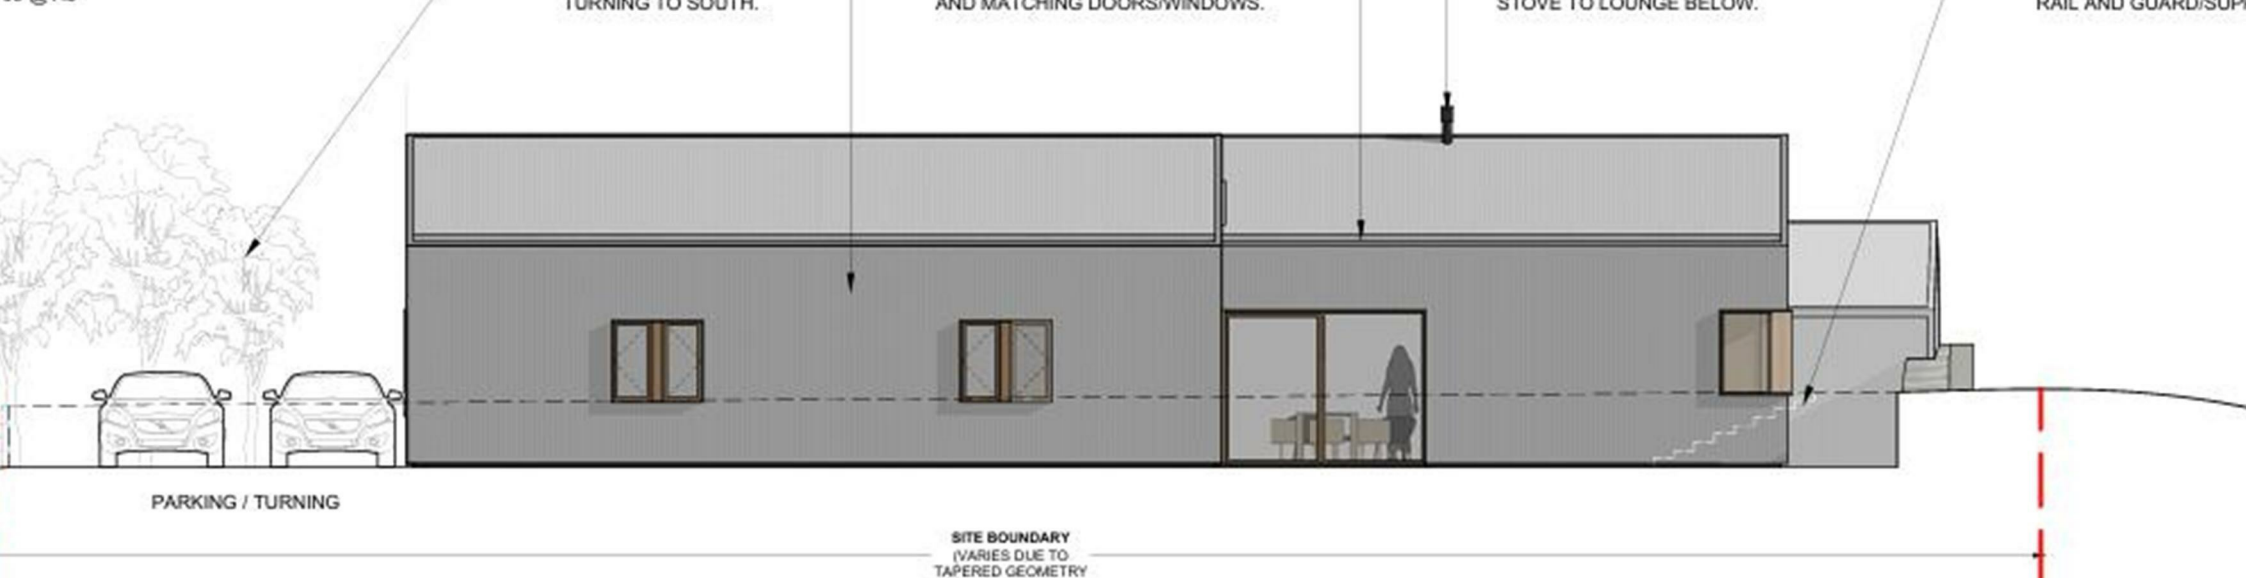 TURNING TO SOUTH.
AND MATCHING DOORS/WINDOWS.
STOVE TO LOUNGE BELOW.
RAIL AND GUARD/SUP
PARKING / TURNING
SITE BOUNDARY
(VARIES DUE TO
TAPERED GEOMETRY